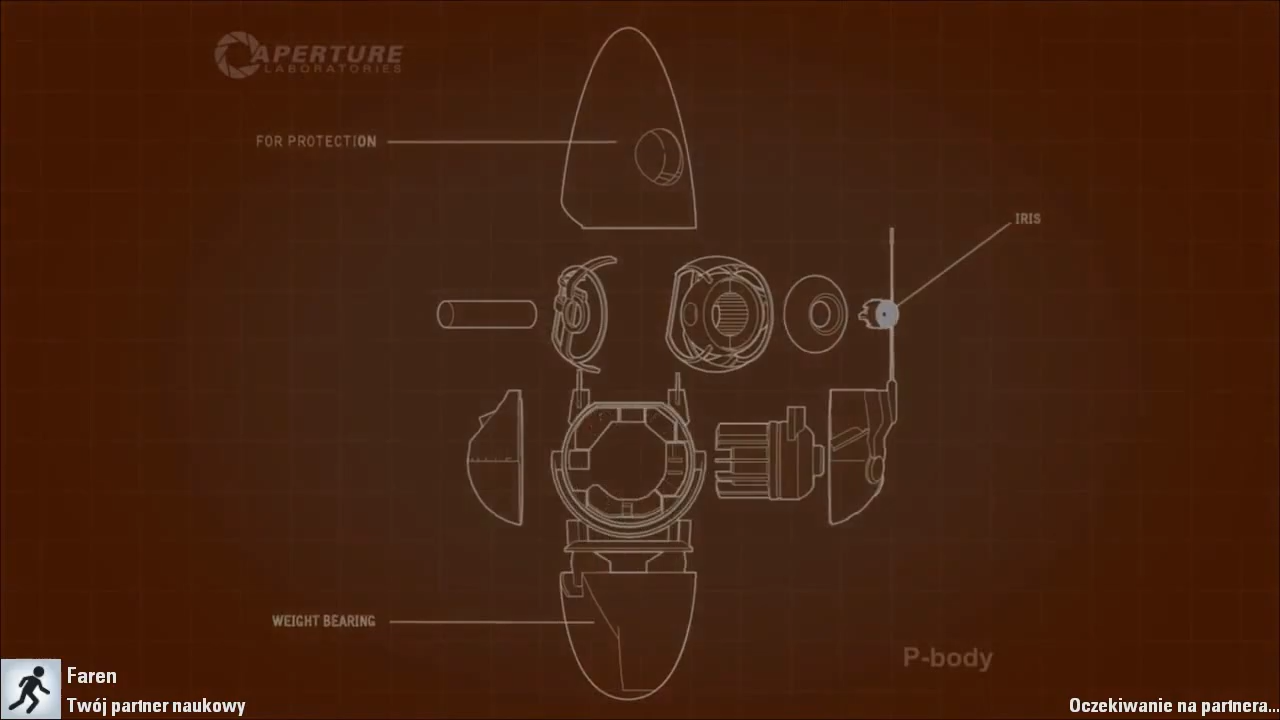 APERTURE
LABORATORIES
FOR PROTECTION
IRIS
WEIGHT BEARING
P-body
Faren
Twój partner naukowy
Oczekiwanie na partnera...